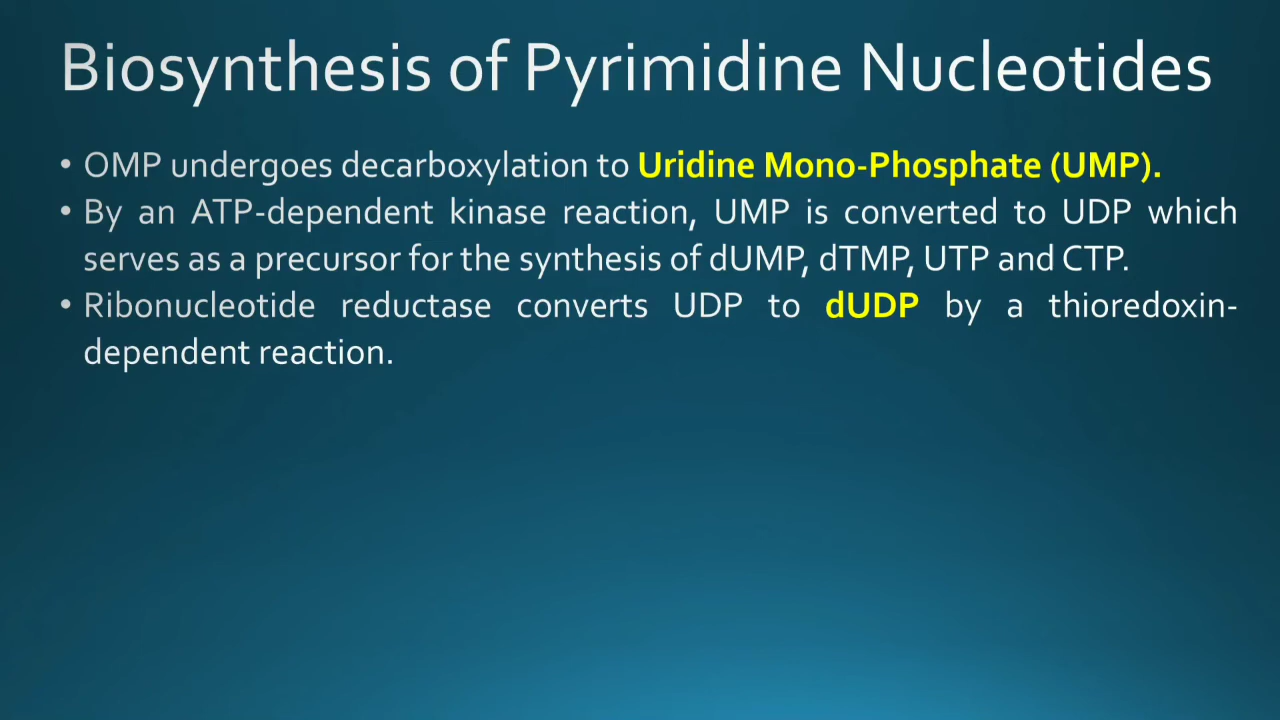 Biosynthesis of Pyrimidine Nucleotides
• OMP undergoes decarboxylation to Uridine Mono-Phosphate (UMP).
• By an ATP-dependent kinase reaction, UMP is converted to UDP which
serves as a precursor for the synthesis of dUMP, dTMP, UTP and CTP.
• Ribonucleotide reductase converts UDP to dUDP by a thioredoxin-
dependent reaction.